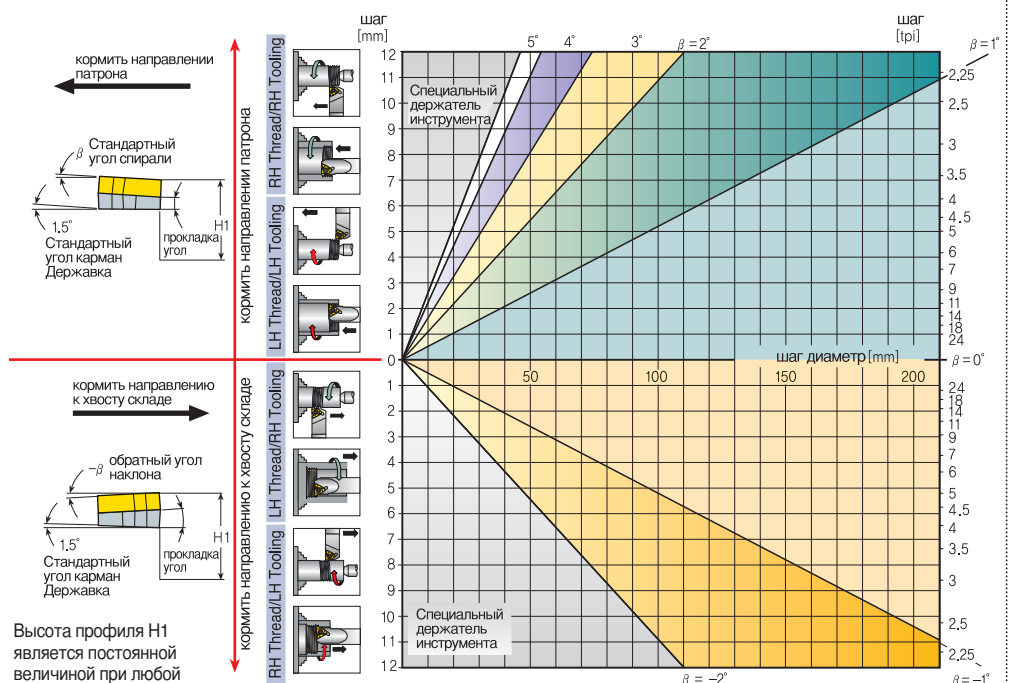 кормить направлении
патрона
β
Стандартный
угол спирали
1.5°
Стандартный
угол карман
Державка
прокладка
угол
H1
кормить направлении патрона
RH Thread/RH Tooling
LH Thread/LH Tooling
шаг
[mm]
5°
4°
3°
β=2°
шаг
[tpi]
β=1°
12
11
10
9
8
7
6
5
4
3
2
1
0
Специальный
держатель
инструмента
2,25
2,5
3
3.5
4
4.5
5
6
7
9
11
14
18
24
шаг диаметр [mm]
β=0°
50
100
150
200
кормить направлению
к хвосту складе
−β
обратный угол
наклона
1.5°
Стандартный
угол карман
Державка
прокладка
угол
H1
кормить направлению к хвосту складе
LH Thread/RH Tooling
RH Thread/LH Tooling
1
2
3
4
5
6
7
8
9
10
11
12
Специальный
держатель
инструмента
24
18
14
11
9
7
6
5
4.5
4
3.5
3
2,5
2,25
β=−2°
β=−1°
Высота профиля H1
является постоянной
величиной при любой